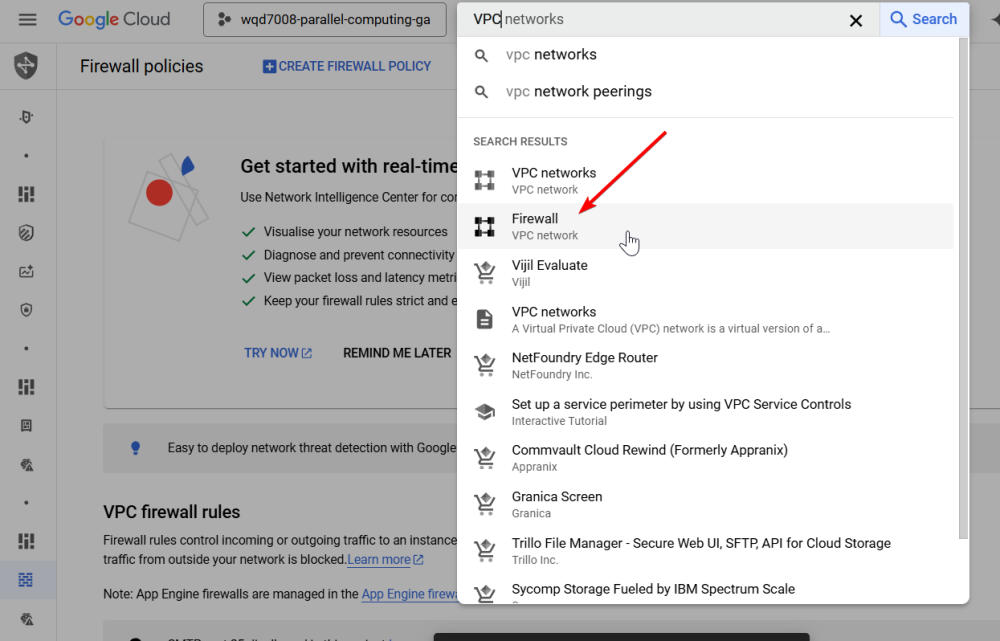 Google Cloud
wqd7008-parallel-computing-ga
VPC networks
Search
Firewall policies
CREATE FIREWALL POLICY
vpc networks
vpc network peerings
SEARCH RESULTS
VPC networks
VPC network
Firewall
VPC network
Vijil Evaluate
Vijil
VPC networks
A Virtual Private Cloud (VPC) network is a virtual version of a…
NetFoundry Edge Router
NetFoundry Inc.
Set up a service perimeter by using VPC Service Controls
Interactive Tutorial
Commvault Cloud Rewind (Formerly Appranix)
Appranix
Granica Screen
Granica
Trillo File Manager - Secure Web UI, SFTP, API for Cloud Storage
Trillo Inc.
Sycomp Storage Fueled by IBM Spectrum Scale
Get started with real-time
Use Network Intelligence Center for
Visualise your network resources
Diagnose and prevent connectivity
View packet loss and latency metri
Keep your firewall rules strict and e
TRY NOW
REMIND ME LATER
Easy to deploy network threat detection with Google
VPC firewall rules
Firewall rules control incoming or outgoing traffic to an instance
traffic from outside your network is blocked. Learn more
Note: App Engine firewalls are managed in the App Engine firewa